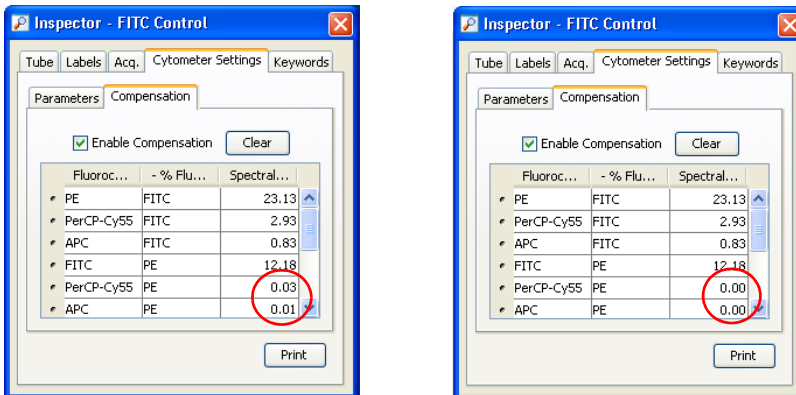 Inspector - FITC Control
Tube Labels Acq. Cytometer Settings Keywords
Parameters Compensation
Enable Compensation Clear
Fluoroc... - % Flu... Spectral...
PE FITC 23.13
PerCP-Cy55 FITC 2.93
APC FITC 0.83
FITC PE 12.18
PerCP-Cy55 PE 0.03
APC PE 0.01
Print
Inspector - FITC Control
Tube Labels Acq. Cytometer Settings Keywords
Parameters Compensation
Enable Compensation Clear
Fluoroc... - % Flu... Spectral...
PE FITC 23.13
PerCP-Cy55 FITC 2.93
APC FITC 0.83
FITC PE 12.18
PerCP-Cy55 PE 0.00
APC PE 0.00
Print